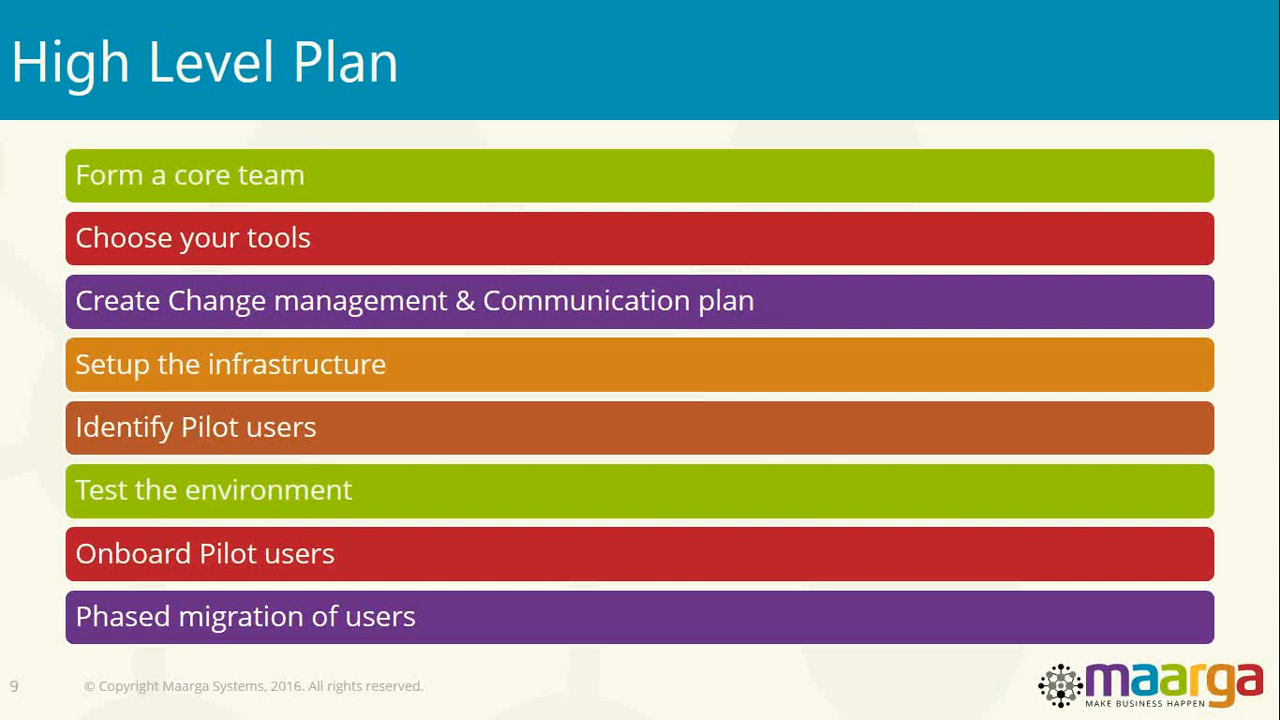 High Level Plan
Form a core team
Choose your tools
Create Change management & Communication plan
Setup the infrastructure
Identify Pilot users
Test the environment
Onboard Pilot users
Phased migration of users
9
© Copyright Maarga Systems, 2016. All rights reserved.
maarga
MAKE BUSINESS HAPPEN